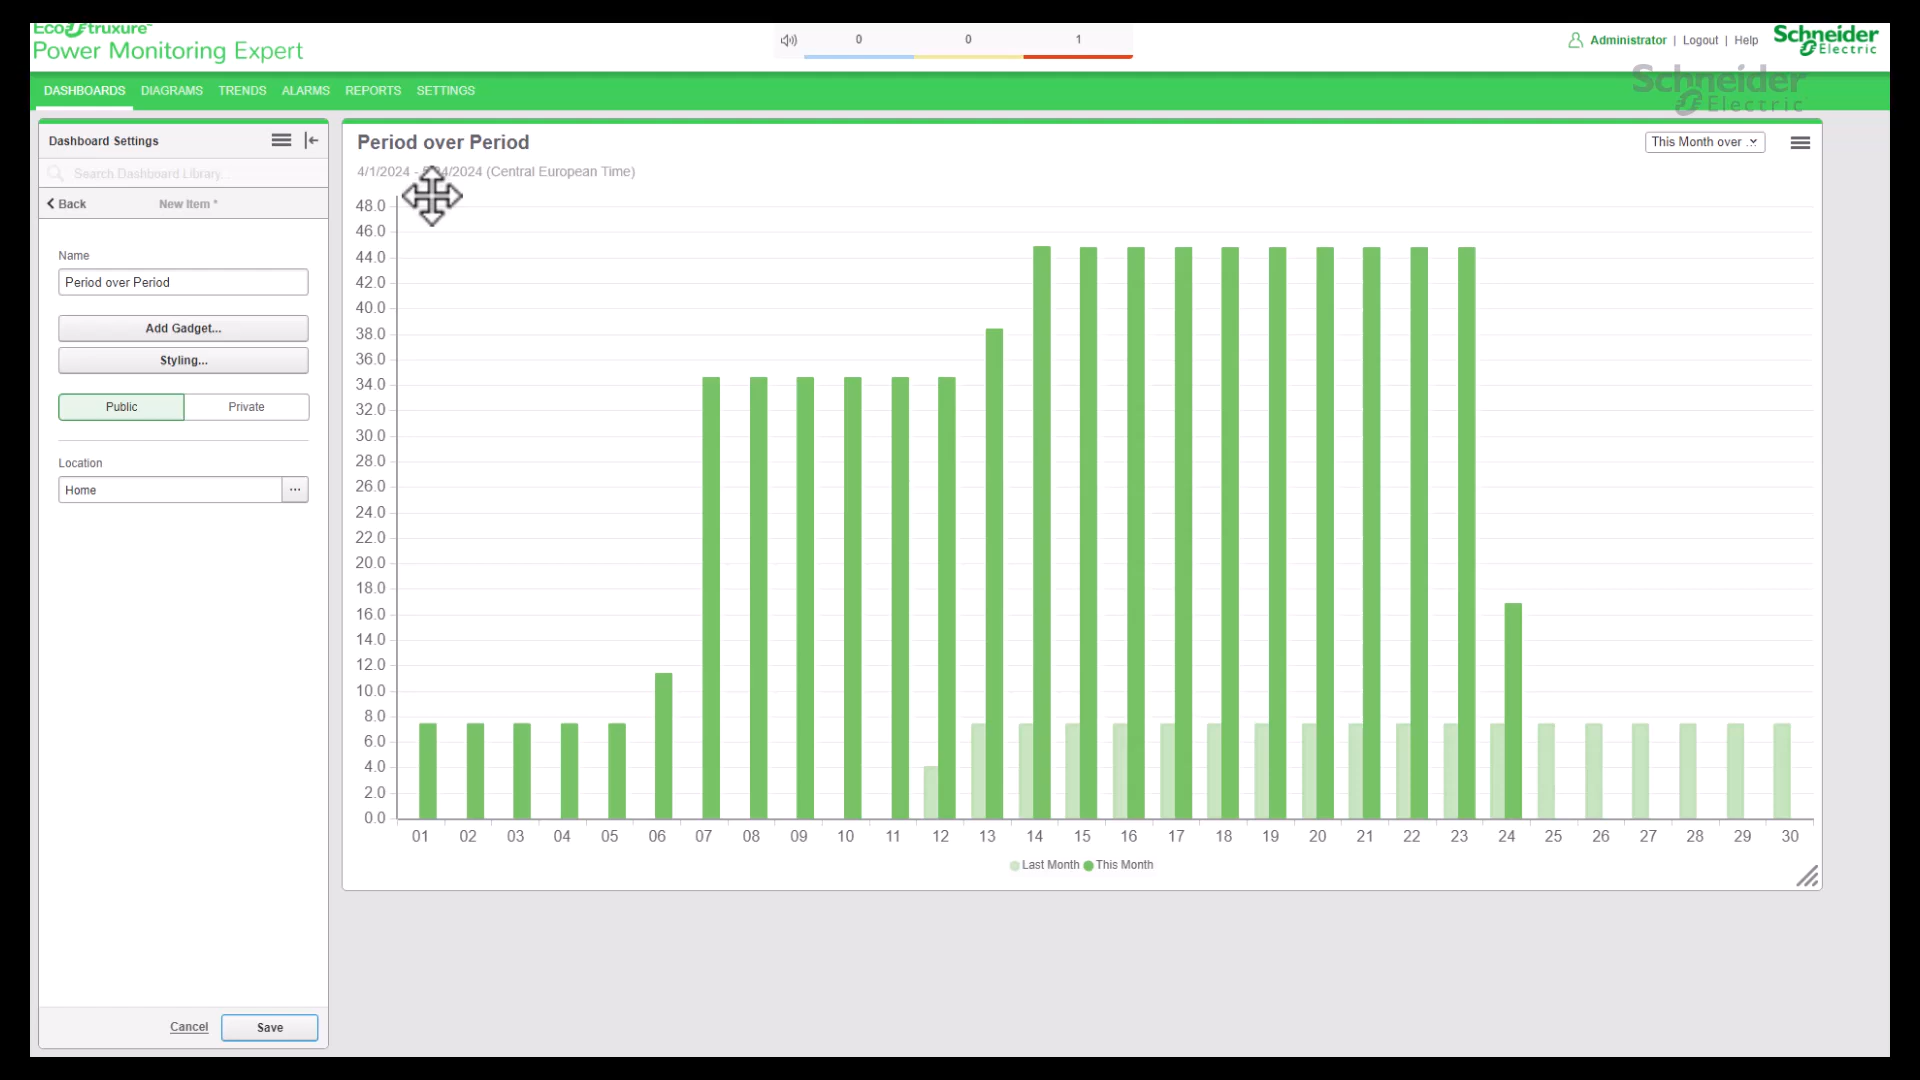 EcoStruxure™
Power Monitoring Expert
0 0 1
Administrator | Logout | Help
Schneider Electric
DASHBOARDS DIAGRAMS TRENDS ALARMS REPORTS SETTINGS
Schneider Electric
Dashboard Settings
Search Dashboard Library...
Back New Item *
Name
Period over Period
Add Gadget...
Styling...
Public Private
Location
Home ...
Cancel Save
Period over Period
This Month over ...
4/1/2024 - /2024 (Central European Time)
48.0
46.0
44.0
42.0
40.0
38.0
36.0
34.0
32.0
30.0
28.0
26.0
24.0
22.0
20.0
18.0
16.0
14.0
12.0
10.0
8.0
6.0
4.0
2.0
0.0
01 02 03 04 05 06 07 08 09 10 11 12 13 14 15 16 17 18 19 20 21 22 23 24 25 26 27 28 29 30
Last Month This Month